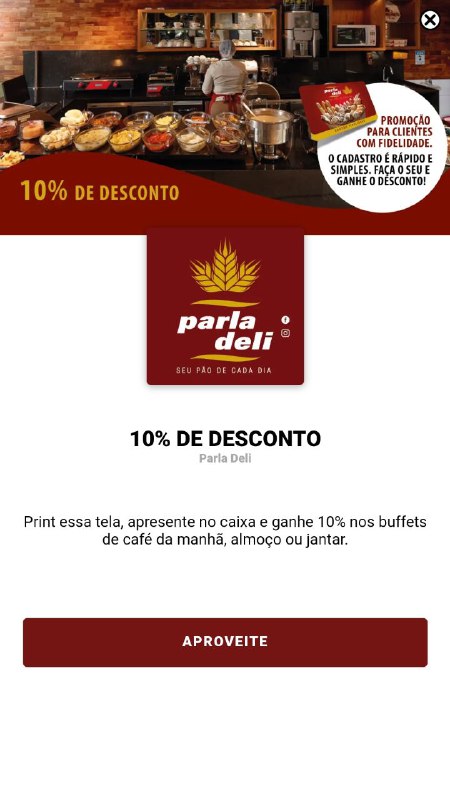 parla
deli
PROMOÇÃO
PARA CLIENTES
COM FIDELIDADE.
O CADASTRO É RÁPIDO E
SIMPLES. FAÇA O SEU E
GANHE O DESCONTO!
10% DE DESCONTO
parla
deli
SEU PÃO DE CADA DIA
10% DE DESCONTO
Parla Deli
Print essa tela, apresente no caixa e ganhe 10% nos buffets
de café da manhã, almoço ou jantar.
APROVEITE